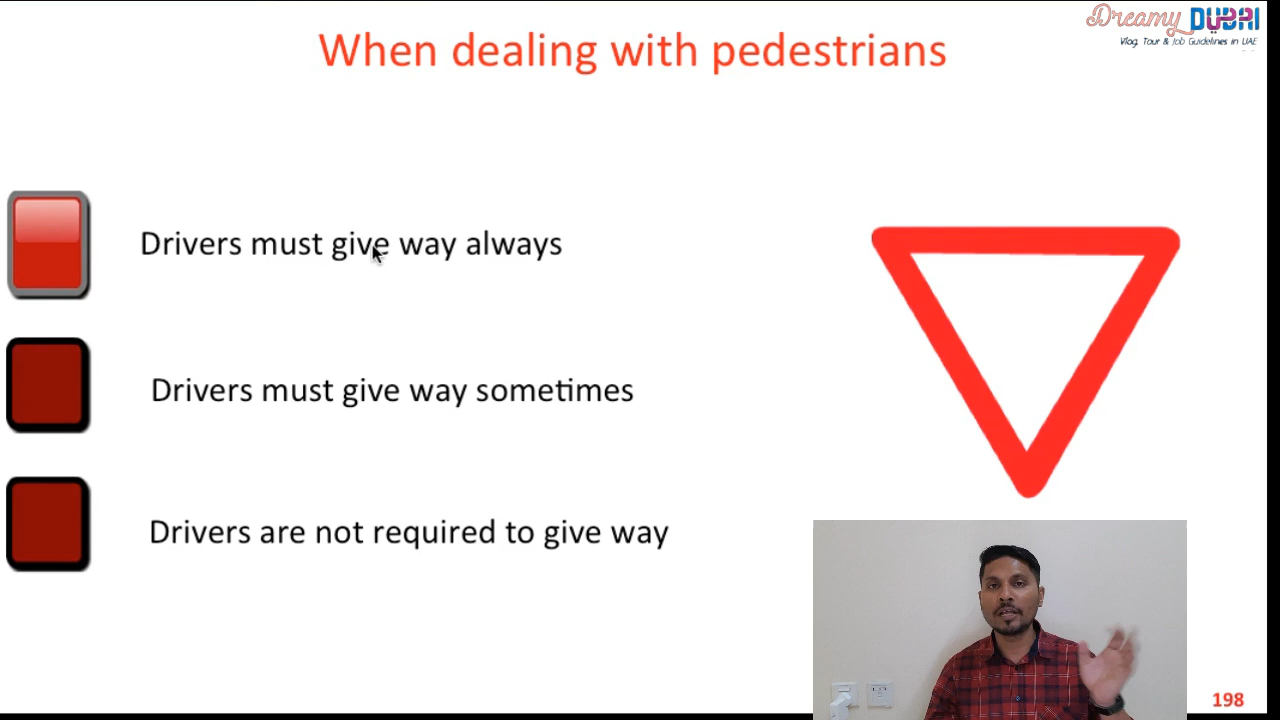 Dreamy DUBAI
Vlog, Tour & Job Guidelines in UAE
When dealing with pedestrians
Drivers must give way always
Drivers must give way sometimes
Drivers are not required to give way
198